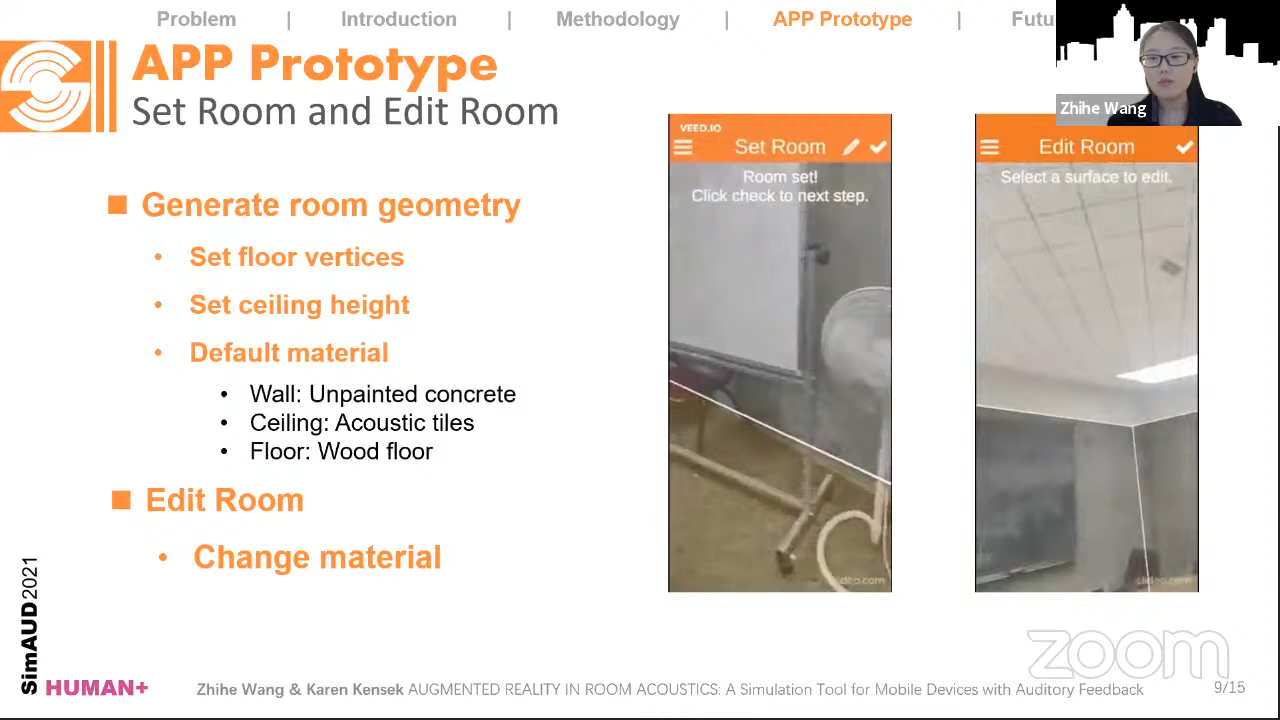 Problem | Introduction | Methodology | APP Prototype |
APP Prototype
Set Room and Edit Room
Zhihe Wang
Generate room geometry
Set floor vertices
Set ceiling height
Default material
Wall: Unpainted concrete
Ceiling: Acoustic tiles
Floor: Wood floor
Edit Room
Change material
VEED.IO
Set Room
Room set!
Click check to next step.
Edit Room
Select a surface to edit.
zoom
SimAUD2021
HUMAN+
Zhihe Wang & Karen Kensek AUGMENTED REALITY IN ROOM ACOUSTICS: A Simulation Tool for Mobile Devices with Auditory Feedback
9/15